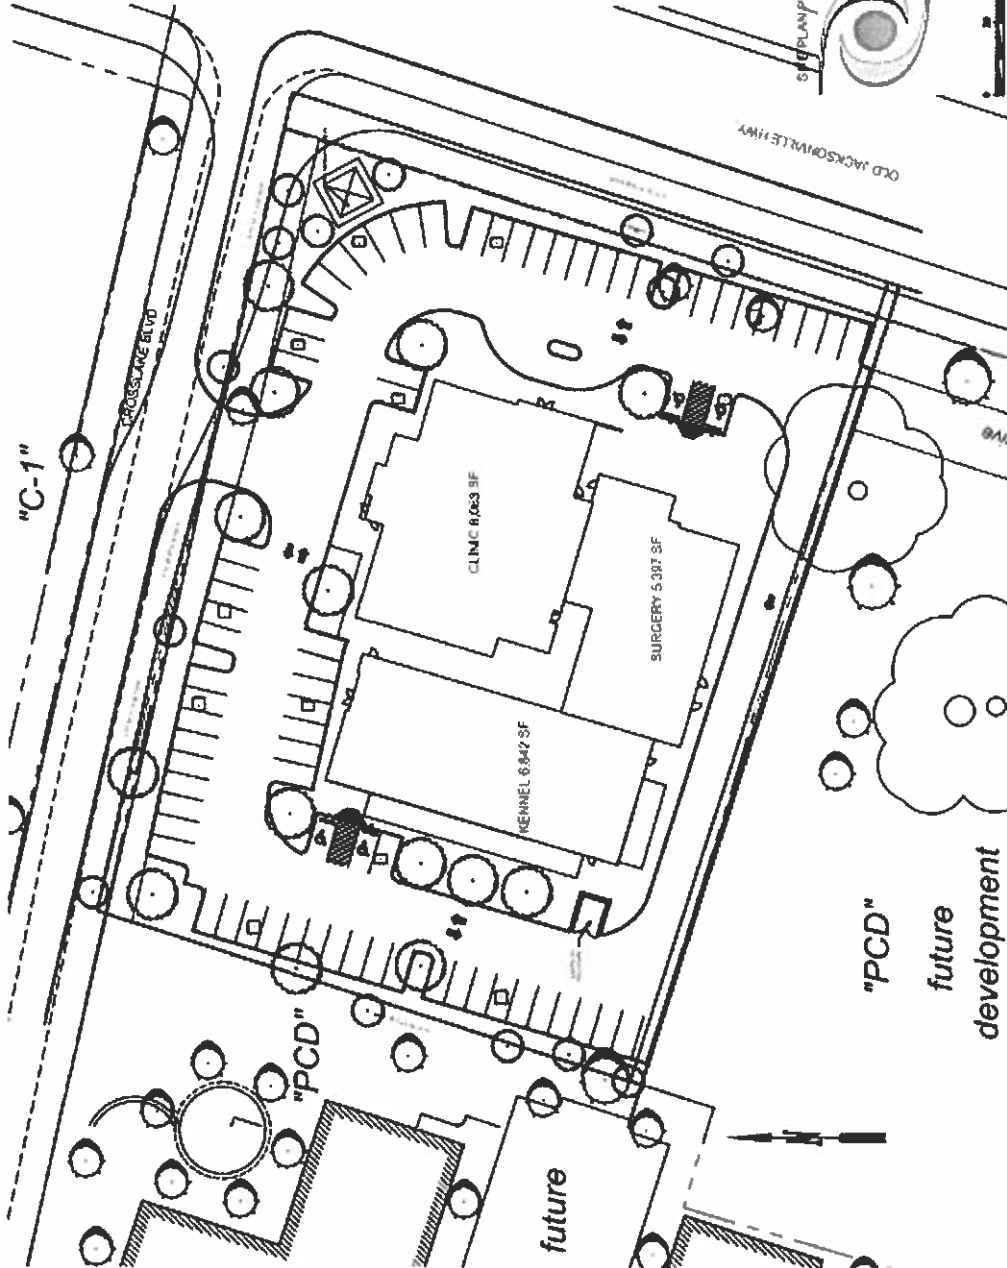 "C-1"
CROSSLAKE BLVD
OLD JACKSONVILLE HWY
CLINIC 8,063 SF
SURGERY 5,397 SF
KENNEL 6,842 SF
"PCD"
future
"PCD"
future
development